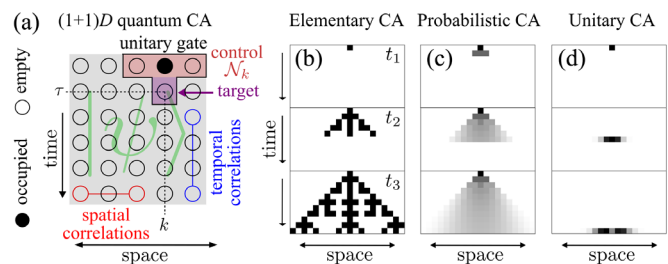 (a)
(1+1)D quantum CA
unitary gate
control
𝒩_k
target
τ
|ψ⟩
k
empty
occupied
time
temporal
correlations
spatial
correlations
space
Elementary CA
Probabilistic CA
Unitary CA
(b)
t₁
(c)
(d)
t₂
time
t₃
space
space
space